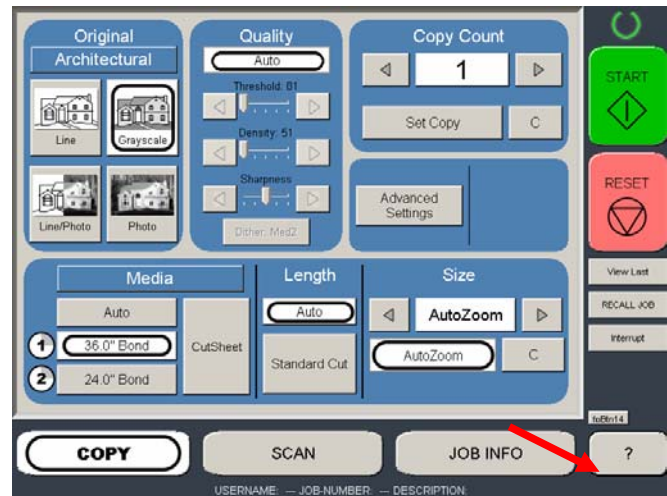 Original
Architectural
Line
Grayscale
Line/Photo
Photo
Quality
Auto
Threshold: 81
Density: 51
Sharpness
Dither: Med2
Copy Count
1
Set Copy
C
Advanced
Settings
Media
Auto
1
36.0" Bond
2
24.0" Bond
CutSheet
Length
Auto
Standard Cut
Size
AutoZoom
AutoZoom
C
START
RESET
View Last
RECALL JOB
Interrupt
toBtn14
COPY
SCAN
JOB INFO
?
USERNAME: --- JOB-NUMBER: --- DESCRIPTION: